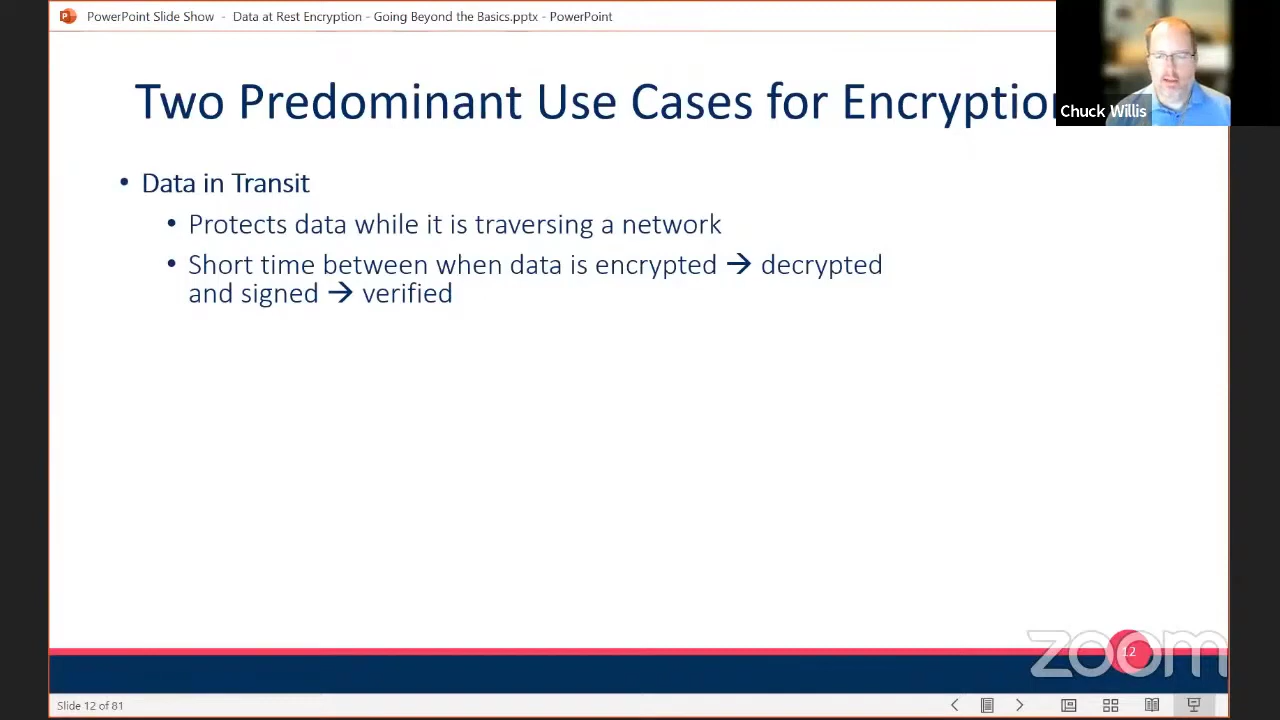 PowerPoint Slide Show - Data at Rest Encryption - Going Beyond the Basics.pptx - PowerPoint
Two Predominant Use Cases for Encryption
Chuck Willis
• Data in Transit
• Protects data while it is traversing a network
• Short time between when data is encrypted → decrypted
and signed → verified
12
zoom
Slide 12 of 81